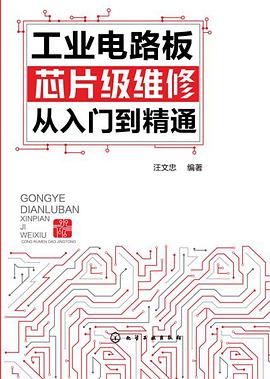 工业电路板
芯片级维修
从入门到精通
汪文忠 编著
GONGYE
DIANLUBAN
XINPIAN
JI
WEIXIU
CONG RUMEN DAO JINGTONG
化学工业出版社